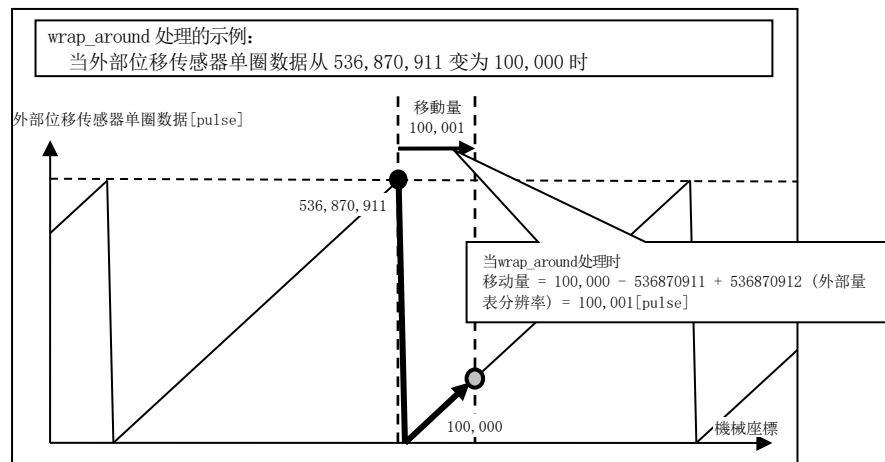 wrap_around 处理的示例:
当外部位移传感器单圈数据从 536,870,911 变为 100,000 时
移動量
100,001
外部位移传感器单圈数据[pulse]
536,870,911
当wrap_around处理时
移动量 = 100,000 - 536870911 + 536870912 (外部量
表分辨率) = 100,001[pulse]
100,000
機械座標